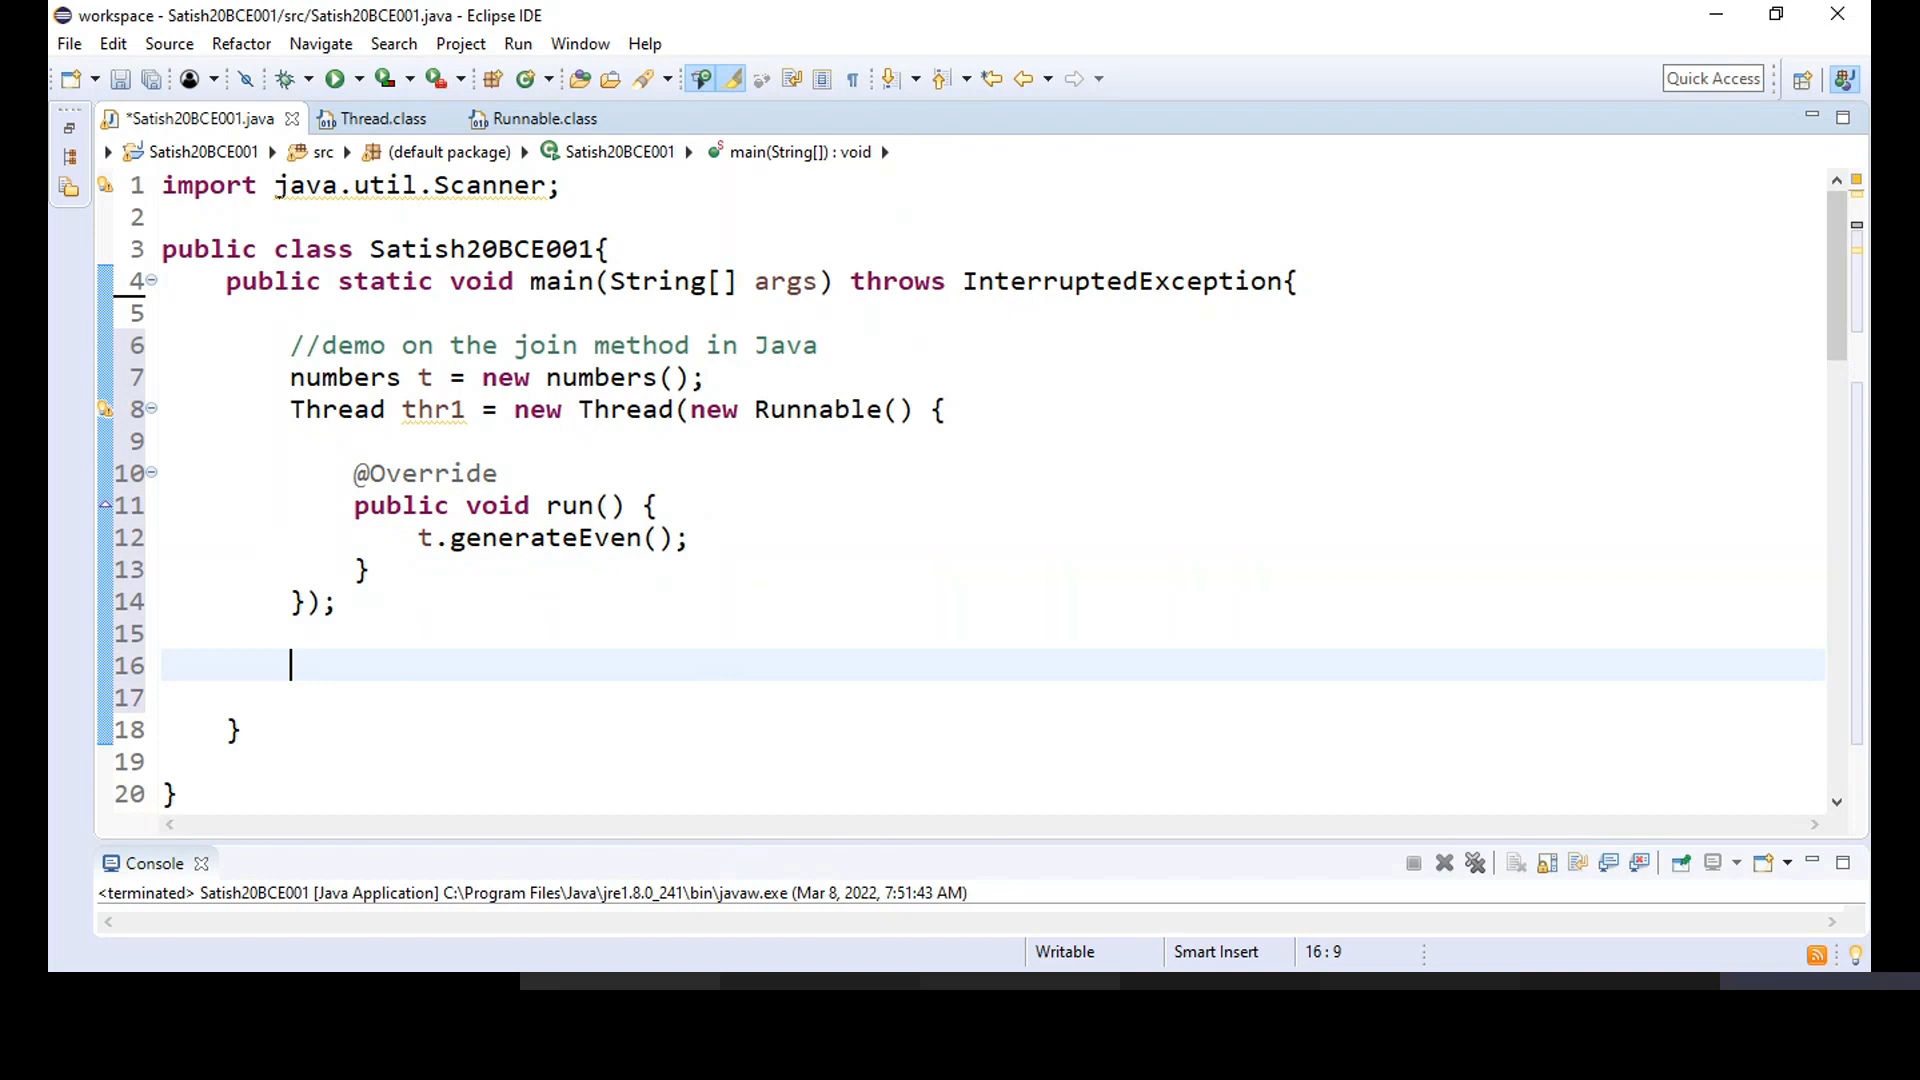 workspace - Satish20BCE001/src/Satish20BCE001.java - Eclipse IDE
File Edit Source Refactor Navigate Search Project Run Window Help
Quick Access
*Satish20BCE001.java Thread.class Runnable.class
Satish20BCE001 src (default package) Satish20BCE001 main(String[]) : void
1 import java.util.Scanner;
2
3 public class Satish20BCE001{
4 public static void main(String[] args) throws InterruptedException{
5
6 //demo on the join method in Java
7 numbers t = new numbers();
8 Thread thr1 = new Thread(new Runnable() {
9
10 @Override
11 public void run() {
12 t.generateEven();
13 }
14 });
15
16
17
18 }
19
20 }
Console
<terminated> Satish20BCE001 [Java Application] C:\Program Files\Java\jre1.8.0_241\bin\javaw.exe (Mar 8, 2022, 7:51:43 AM)
Writable Smart Insert 16 : 9